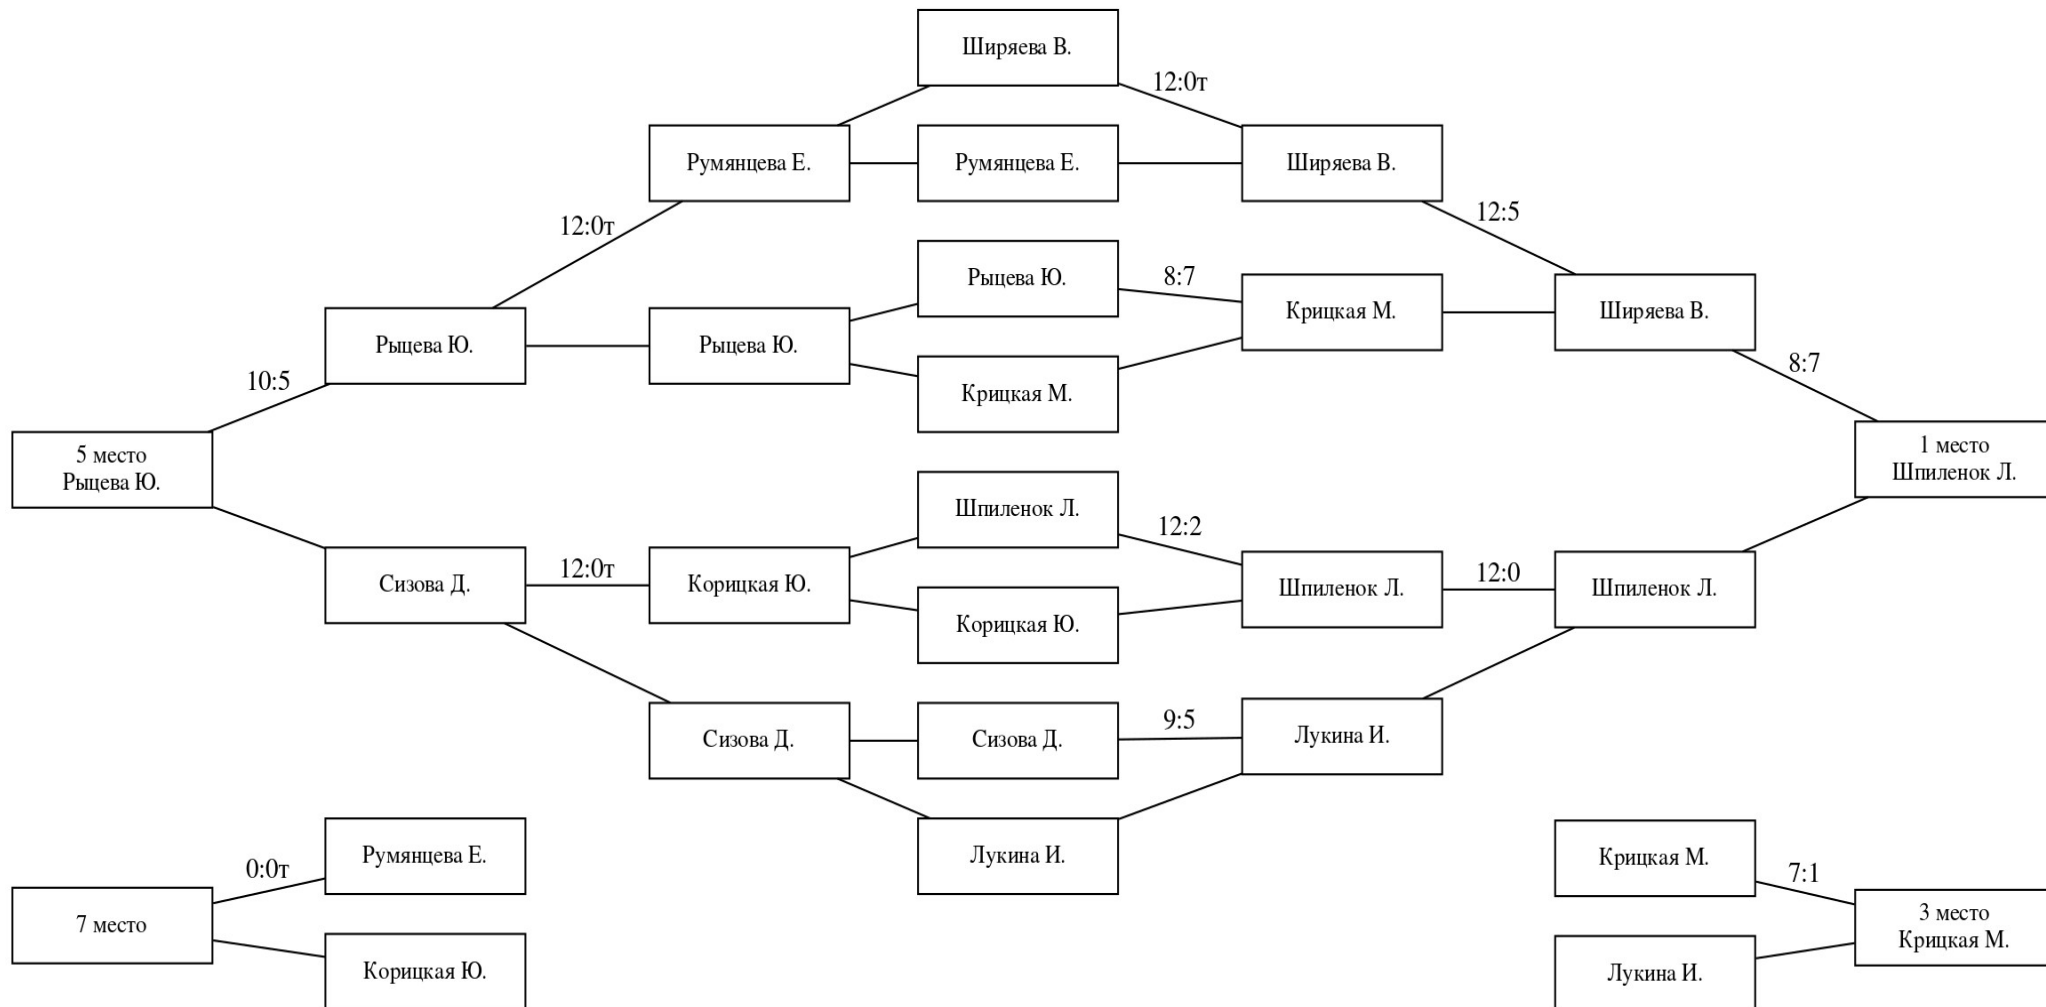 Ширяева В.
12:0т
Румянцева Е.
Румянцева Е.
Ширяева В.
12:0т
12:5
Рыцева Ю.
8:7
Крицкая М.
Ширяева В.
Рыцева Ю.
Рыцева Ю.
8:7
10:5
Крицкая М.
5 место
Рыцева Ю.
1 место
Шпиленок Л.
Шпиленок Л.
12:2
Сизова Д.
12:0т
Корицкая Ю.
Шпиленок Л.
12:0
Шпиленок Л.
Корицкая Ю.
Сизова Д.
Сизова Д.
9:5
Лукина И.
Румянцева Е.
Лукина И.
Крицкая М.
0:0т
7:1
7 место
3 место
Крицкая М.
Корицкая Ю.
Лукина И.